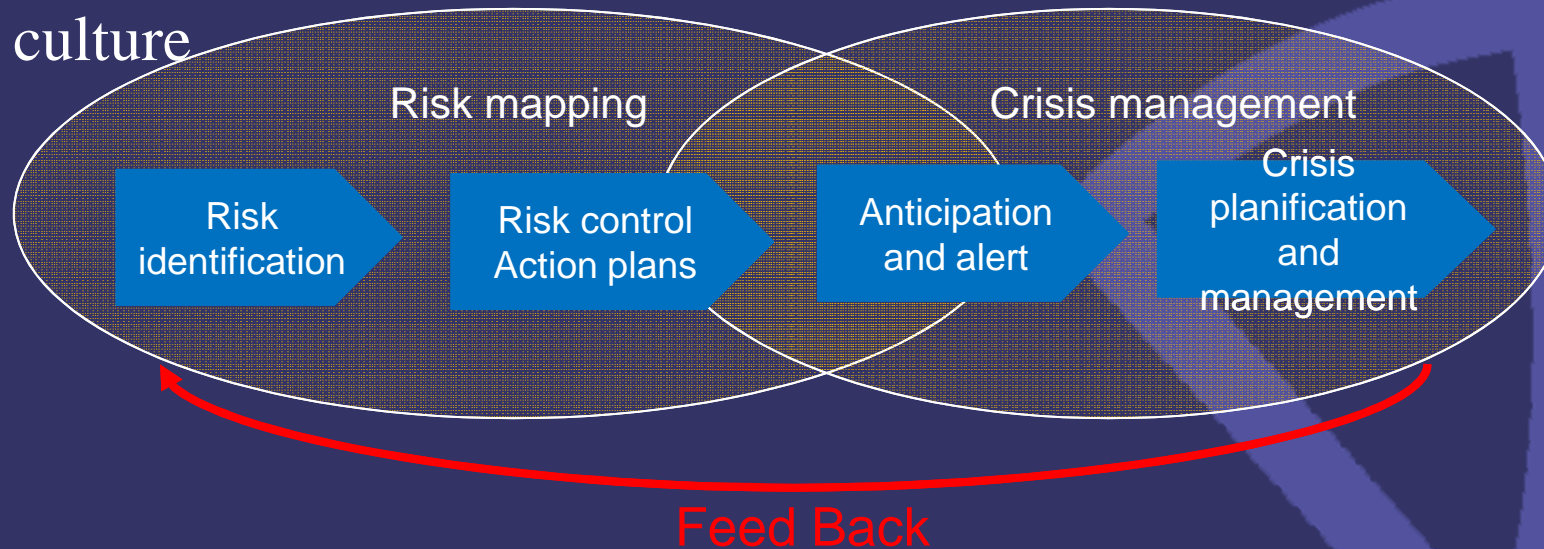 culture
Risk mapping
Crisis management
Risk
identification
Risk control
Action plans
Anticipation
and alert
Crisis
planification
and
management
Feed Back